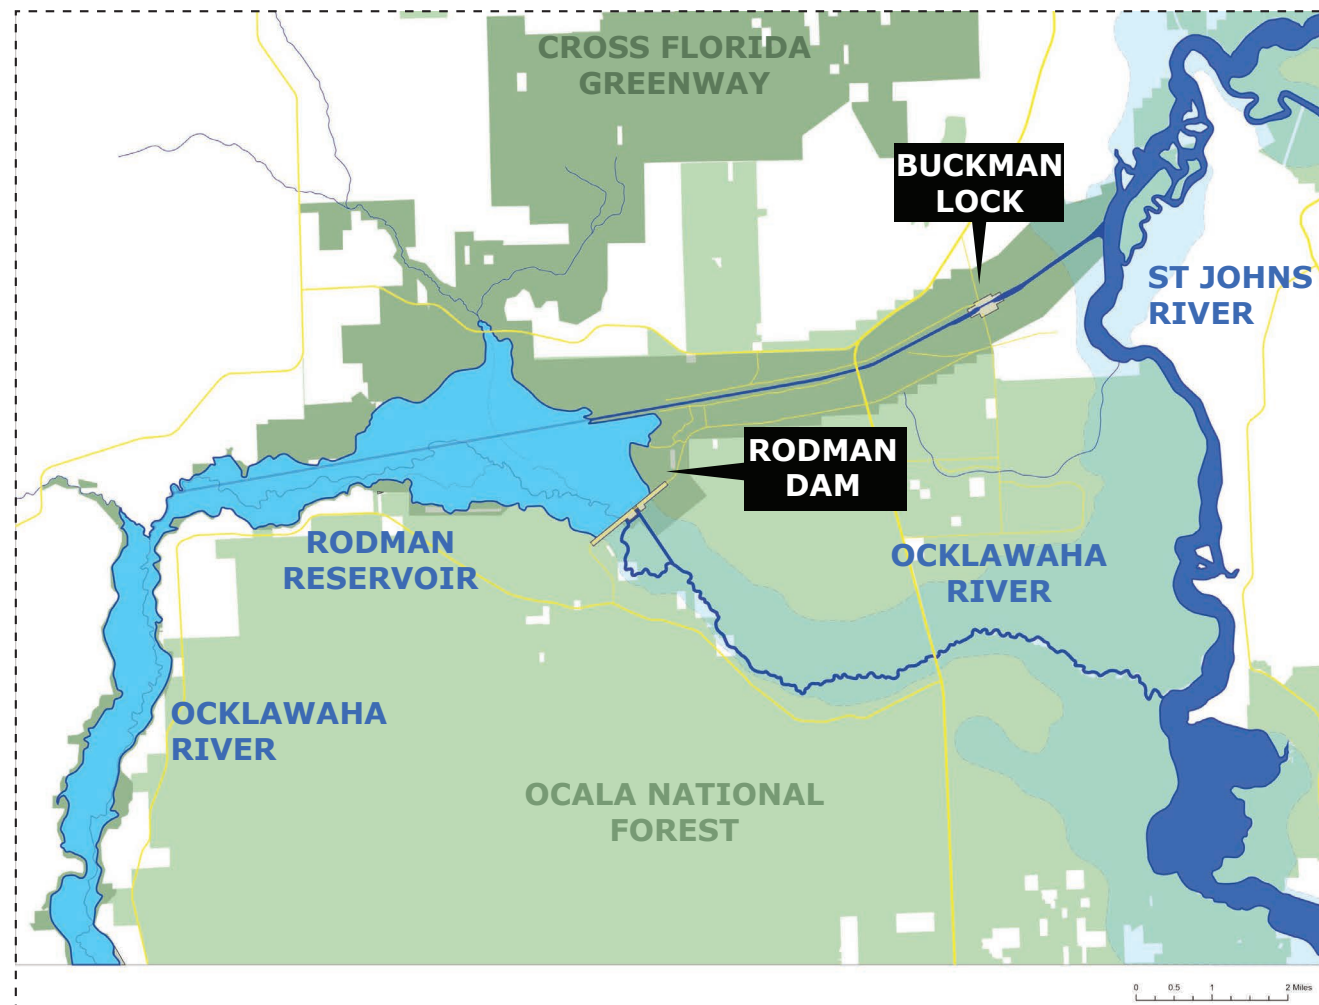 CROSS FLORIDA
GREENWAY
BUCKMAN
LOCK
ST JOHNS
RIVER
RODMAN
DAM
RODMAN
RESERVOIR
OCKLAWAHA
RIVER
OCKLAWAHA
RIVER
OCALA NATIONAL
FOREST
0 0.5 1 2 Miles